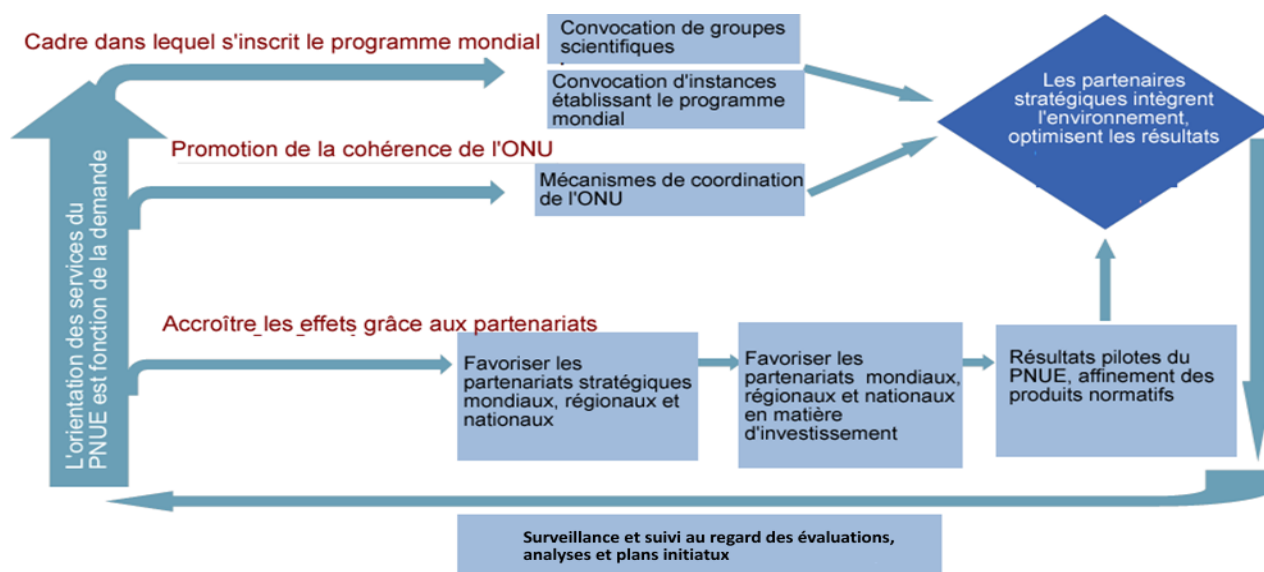 Cadre dans lequel s'inscrit le programme mondial
Convocation de groupes
scientifiques
Convocation d'instances
établissant le programme
mondial
Les partenaires
stratégiques intègrent
l'environnement,
optimisent les résultats
Promotion de la cohérence de l'ONU
Mécanismes de coordination
de l'ONU
L'orientation des services du
PNUE est fonction de la demande
Accroître les effets grâce aux partenariats
Favoriser les
partenariats stratégiques
mondiaux, régionaux et
nationaux
Favoriser les
partenariats mondiaux,
régionaux et nationaux
en matière
d'investissement
Résultats pilotes du
PNUE, affinement des
produits normatifs
Surveillance et suivi au regard des évaluations,
analyses et plans initiatux